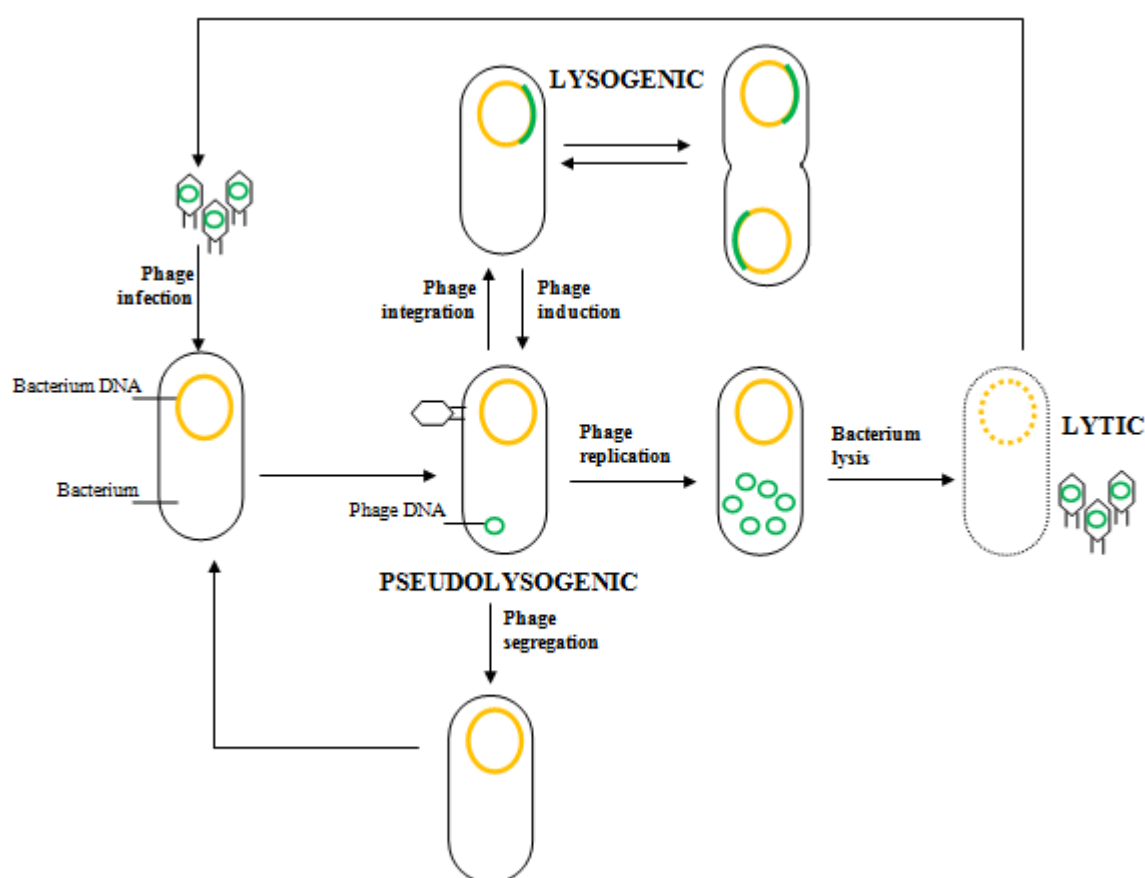 LYSOGENIC
Phage
infection
Phage
integration
Phage
induction
Bacterium DNA
Bacterium
Phage DNA
Phage
replication
Bacterium
lysis
LYTIC
PSEUDOLYSOGENIC
Phage
segregation